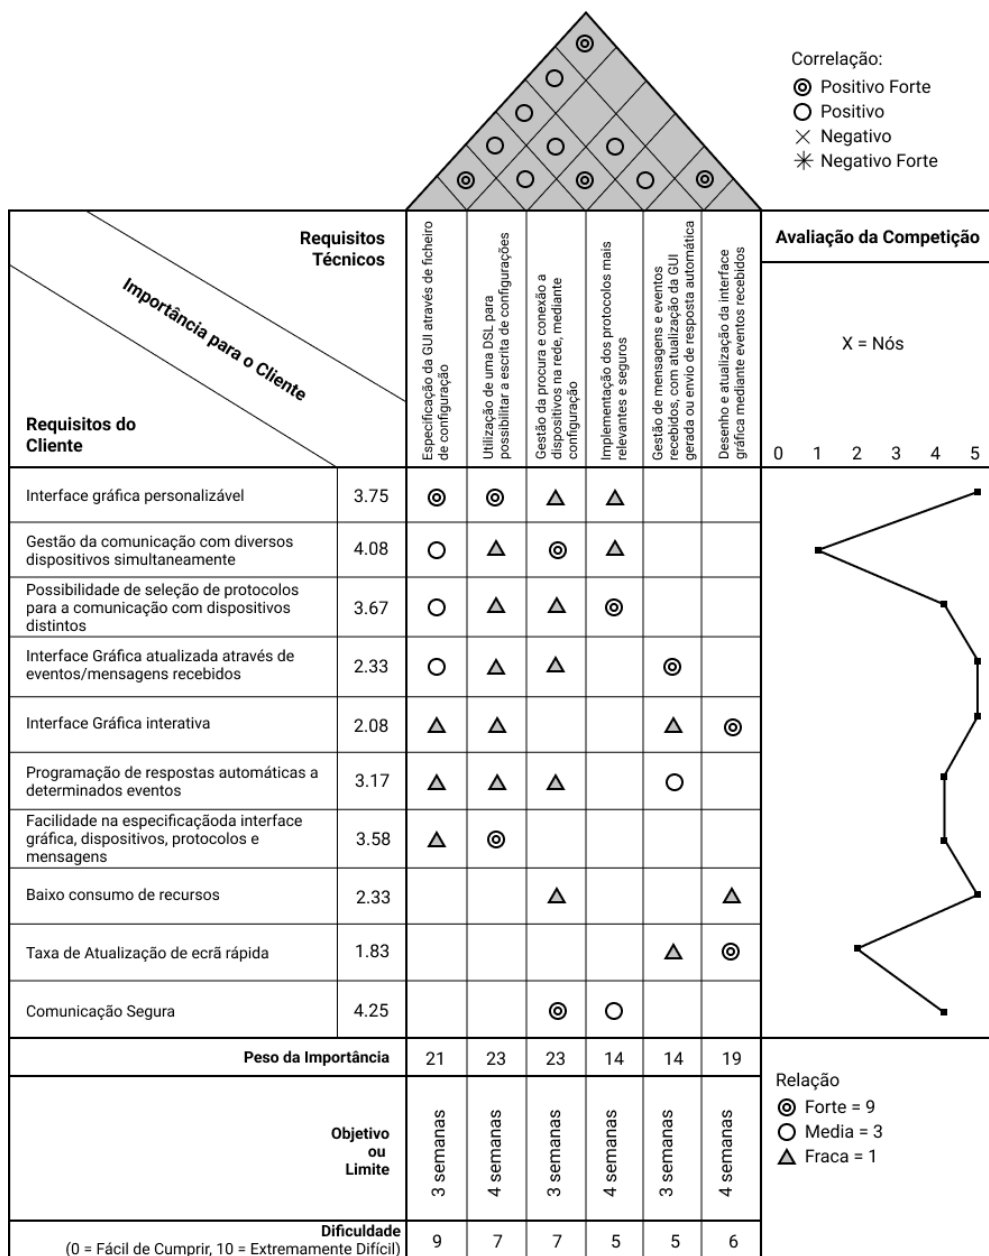 Correlação:
Positivo Forte
Positivo
Negativo
Negativo Forte
Requisitos
Técnicos
Importância para o Cliente
Requisitos do
Cliente
Especificação da GUI através de ficheiro
de configuração
Utilização de uma DSL para
possibilitar a escrita de configurações
Gestão da procura e conexão a
dispositivos na rede, mediante
configuração
Implementação dos protocolos mais
relevantes e seguros
Gestão de mensagens e eventos
recebidos, com atualização da GUI
gerada ou envio de resposta automática
Desenho e atualização da interface
gráfica mediante eventos recebidos
Avaliação da Competição
X = Nós
0 1 2 3 4 5
Interface gráfica personalizável 3.75
Gestão da comunicação com diversos
dispositivos simultaneamente 4.08
Possibilidade de seleção de protocolos
para a comunicação com dispositivos
distintos 3.67
Interface Gráfica atualizada através de
eventos/mensagens recebidos 2.33
Interface Gráfica interativa 2.08
Programação de respostas automáticas a
determinados eventos 3.17
Facilidade na especificaçãoda interface
gráfica, dispositivos, protocolos e
mensagens 3.58
Baixo consumo de recursos 2.33
Taxa de Atualização de ecrã rápida 1.83
Comunicação Segura 4.25
Peso da Importância 21 23 23 14 14 19
Objetivo
ou
Limite
3 semanas
4 semanas
3 semanas
5 semanas
3 semanas
4 semanas
Relação
Forte = 9
Media = 3
Fraca = 1
Dificuldade
(0 = Fácil de Cumprir, 10 = Extremamente Difícil) 9 7 7 5 5 6